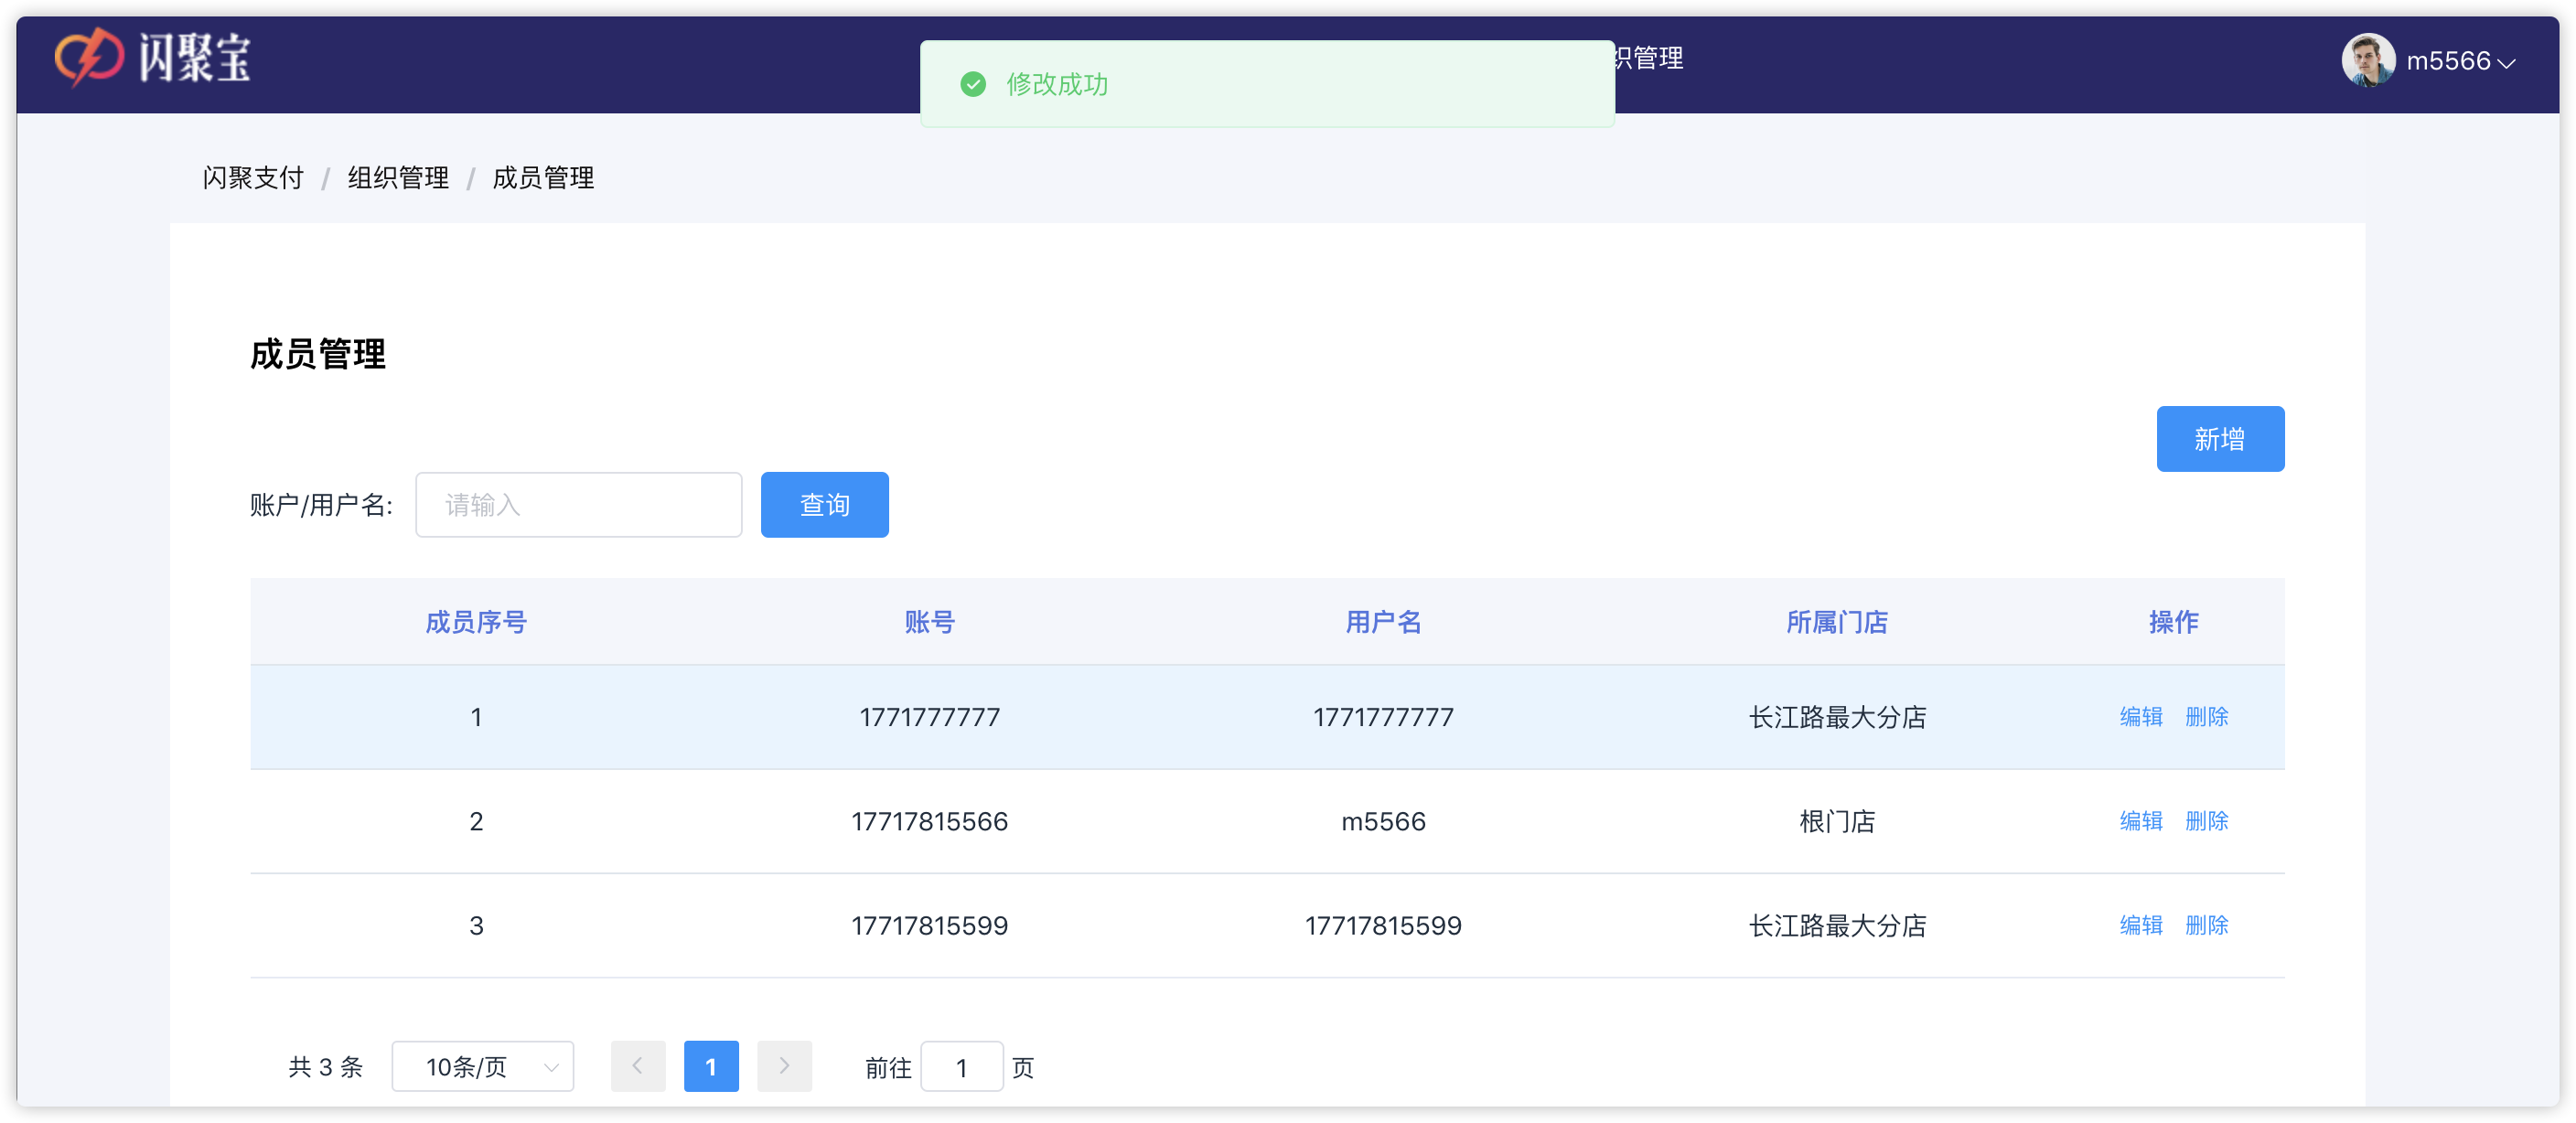 闪聚宝
修改成功
织管理
m5566
闪聚支付 / 组织管理 / 成员管理
成员管理
新增
账户/用户名: 请输入 查询
成员序号 账号 用户名 所属门店 操作
1 1771777777 1771777777 长江路最大分店 编辑 删除
2 17717815566 m5566 根门店 编辑 删除
3 17717815599 17717815599 长江路最大分店 编辑 删除
共 3 条 10条/页 1 前往 1 页